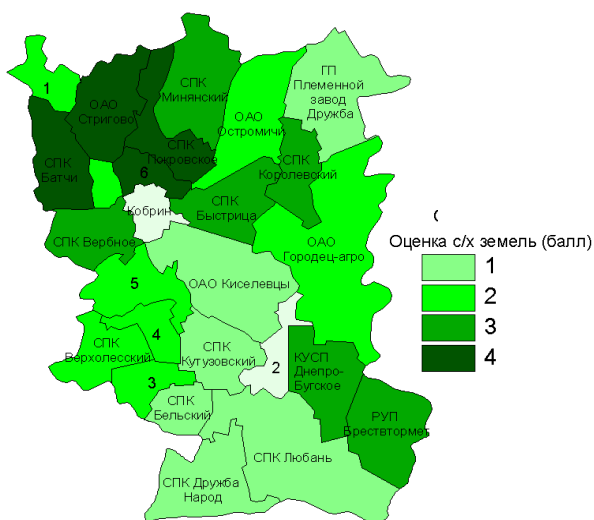 ГП
Племенной
завод
Дружба
1
СПК
Минянский
ОАО
Стригово
ОАО
Остромичи
СПК
Покровское
СПК
Королевский
СПК
Батчи
6
Кобрин
СПК
Быстрица
СПК Вербное
ОАО
Городец-агро
Оценка с/х земель (балл)
1
2
3
4
5
ОАО Киселевцы
4
СПК
Верхолесский
СПК
Кутузовский
2
КУСП
Днепро-
Бугское
3
СПК
Бельский
РУП
Брествтормет
СПК Любань
СПК Дружба
Народ